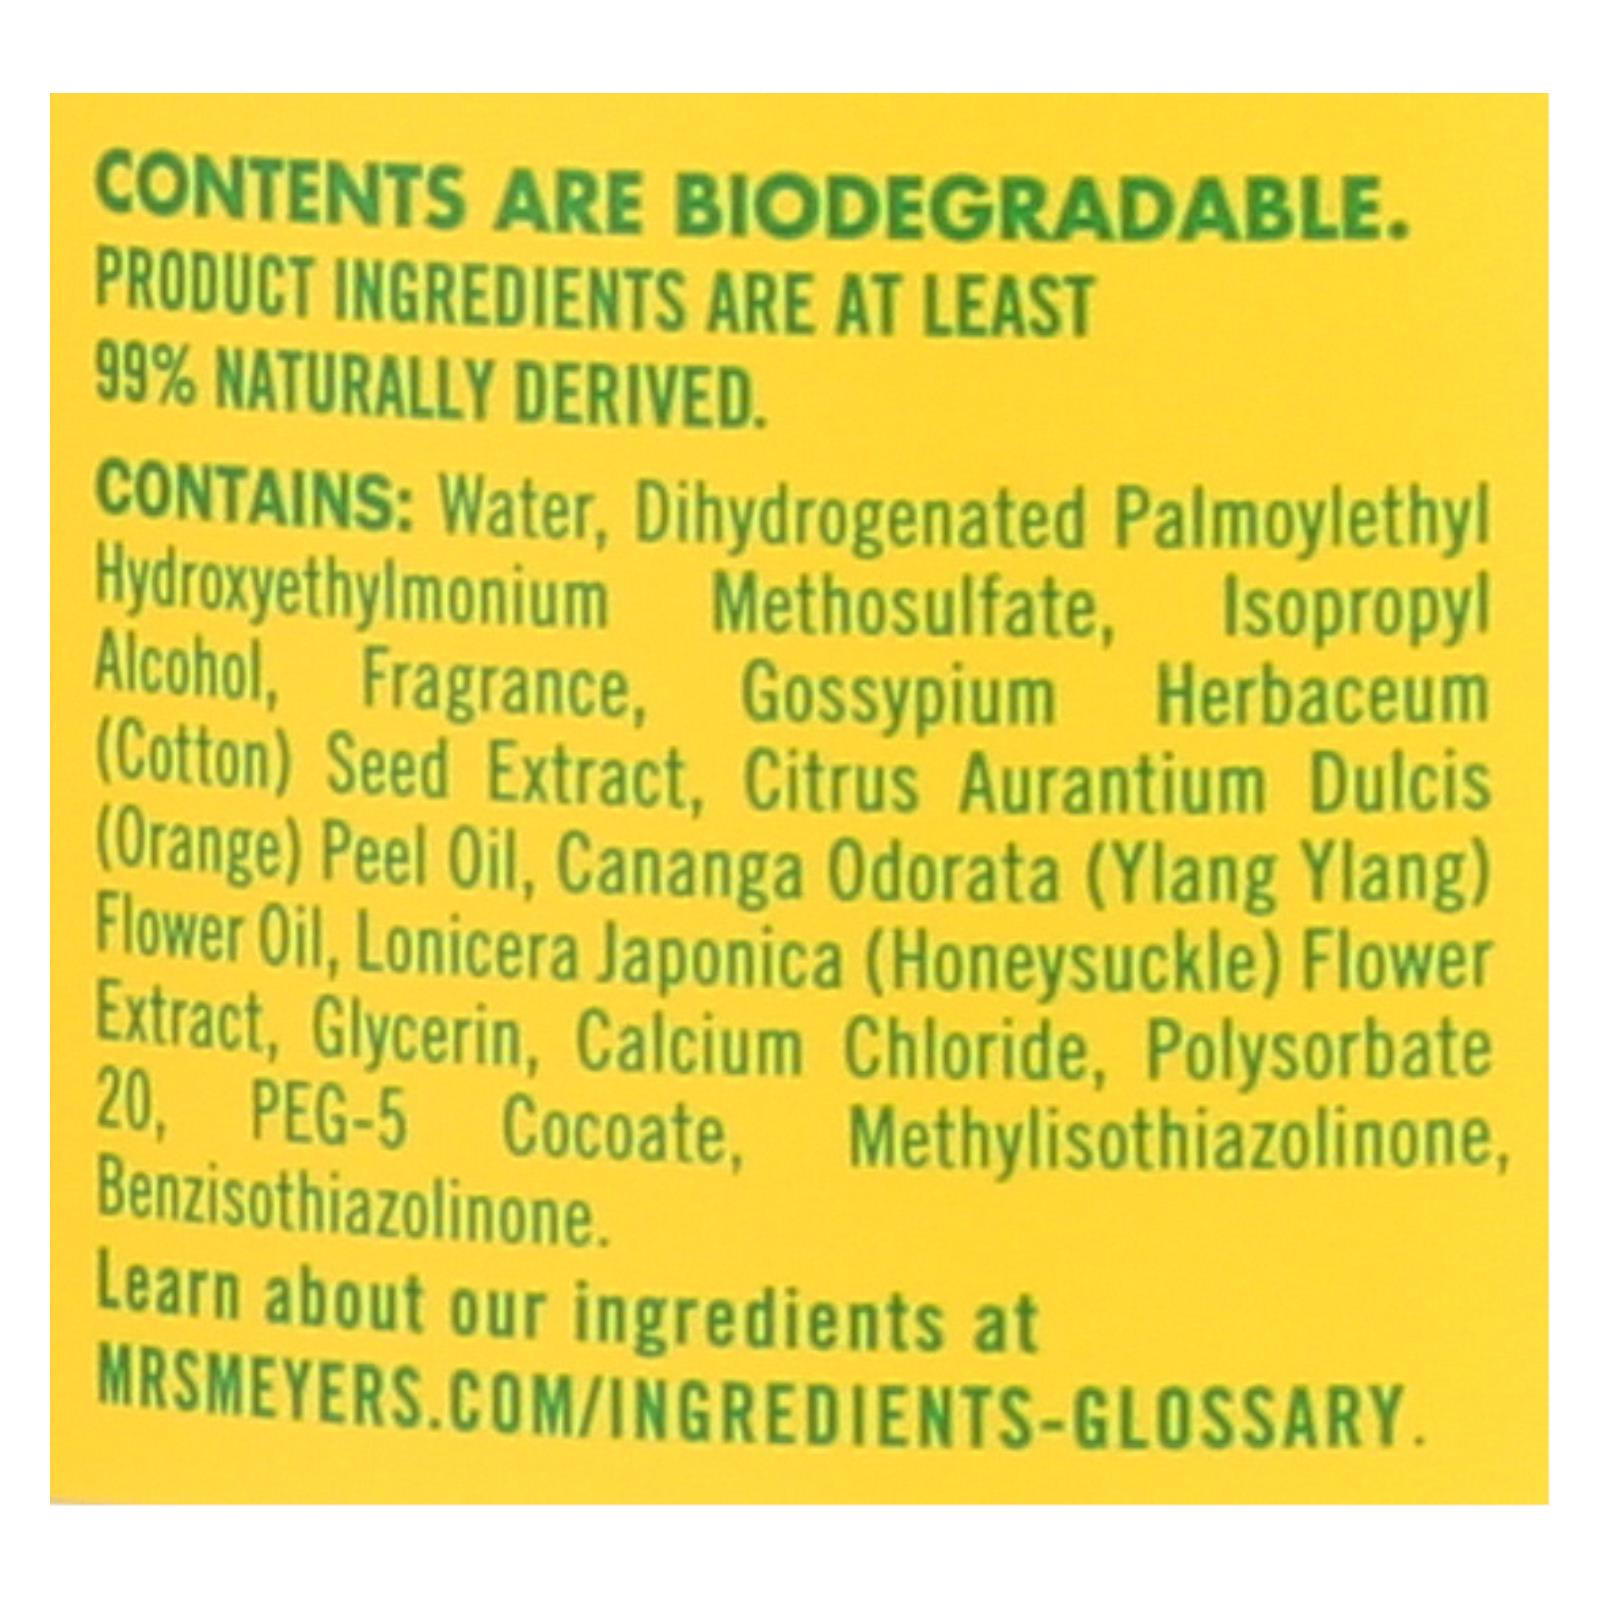 CONTENTS ARE BIODEGRADABLE.
PRODUCT INGREDIENTS ARE AT LEAST
99% NATURALLY DERIVED.
CONTAINS: Water, Dihydrogenated Palmoylethyl
Hydroxyethylmonium Methosulfate, Isopropyl
Alcohol, Fragrance, Gossypium Herbaceum
(Cotton) Seed Extract, Citrus Aurantium Dulcis
(Orange) Peel Oil, Cananga Odorata (Ylang Ylang)
Flower Oil, Lonicera Japonica (Honeysuckle) Flower
Extract, Glycerin, Calcium Chloride, Polysorbate
20, PEG-5 Cocoate, Methylisothiazolinone,
Benzisothiazolinone.
Learn about our ingredients at
MRSMEYERS.COM/INGREDIENTS-GLOSSARY.